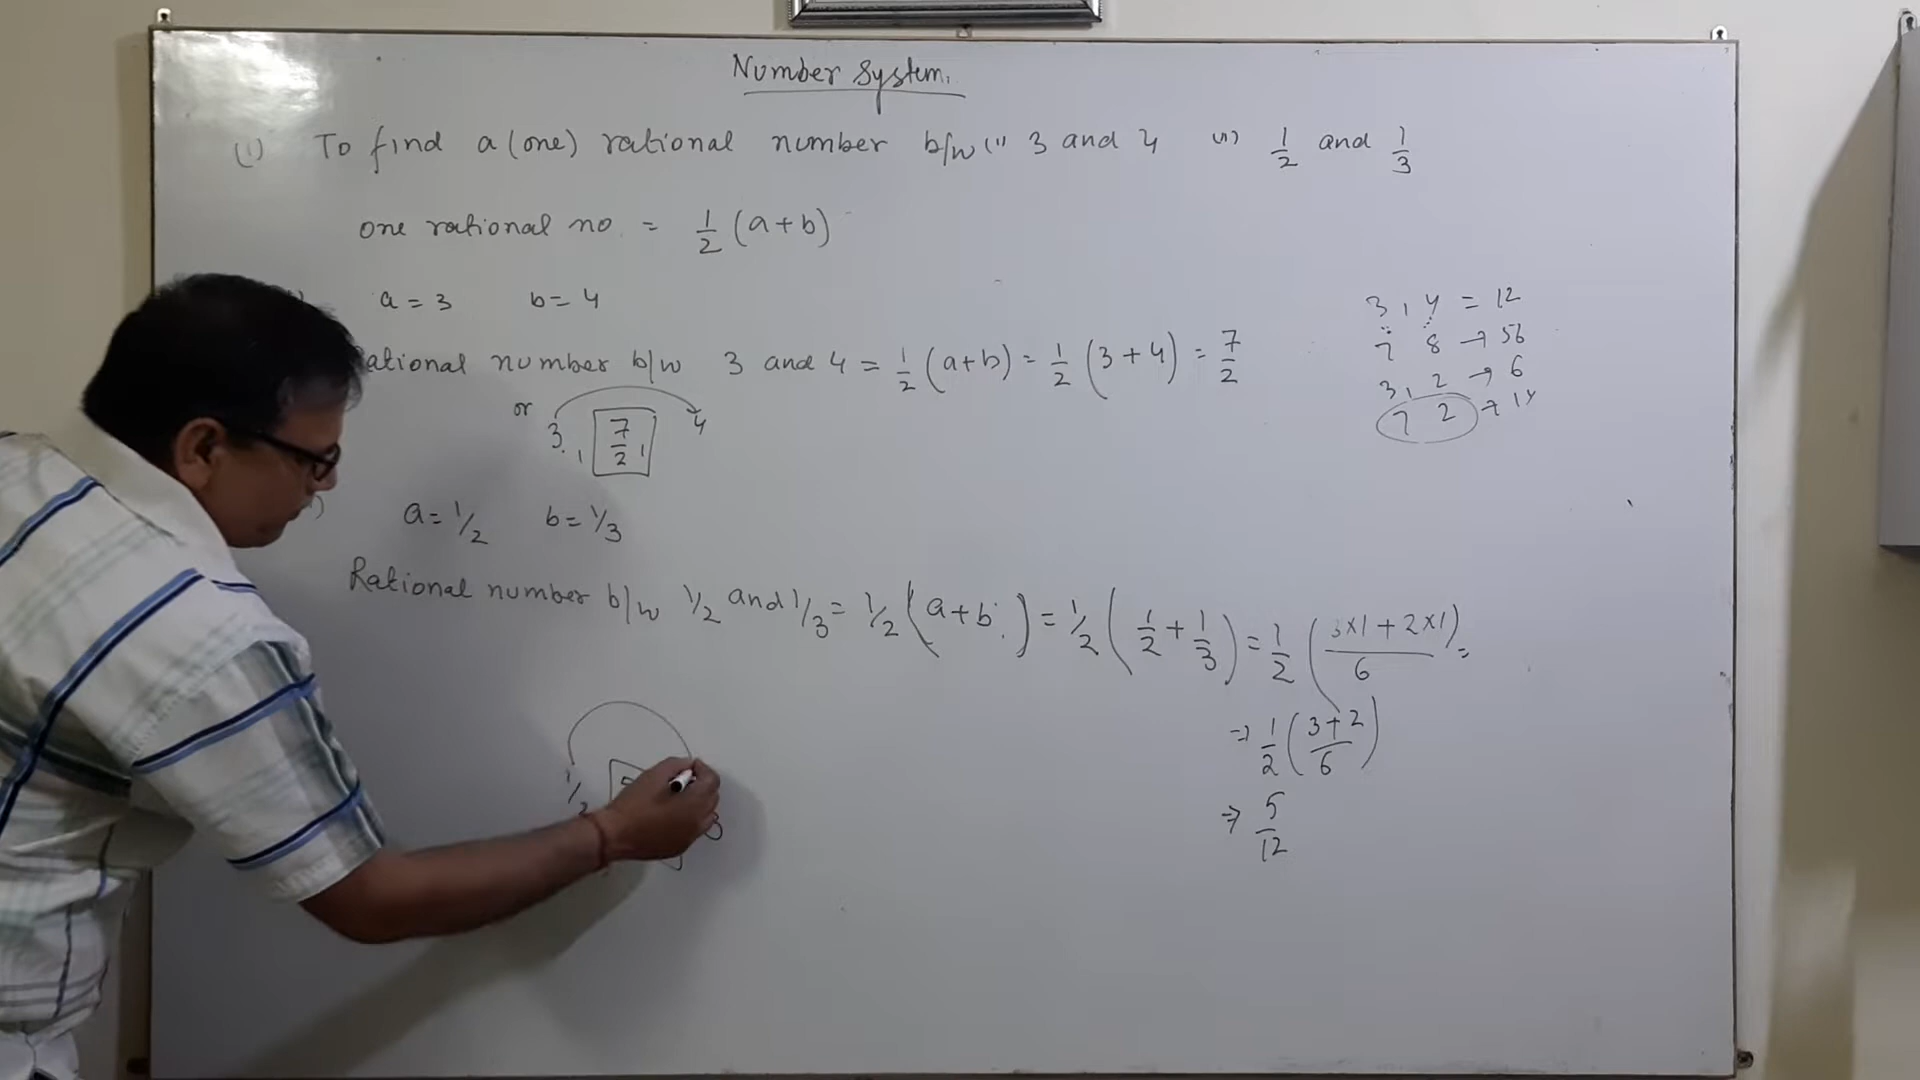 Number System.
(1) To find a (one) rational number b/w (i) 3 and 4 (ii) 1/2 and 1/3
one rational no. = 1/2 (a+b)
a = 3 b = 4
3, 4 = 12
7 8 → 56
3, 2 → 6
7 2 → 14
Rational number b/w 3 and 4 = 1/2 (a+b) = 1/2 (3+4) = 7/2
or 3, 7/2, 4
a = 1/2 b = 1/3
Rational number b/w 1/2 and 1/3 = 1/2 (a+b) = 1/2 (1/2 + 1/3) = 1/2 (3x1 + 2x1 / 6) =
⇒ 1/2 (3+2 / 6)
⇒ 5/12